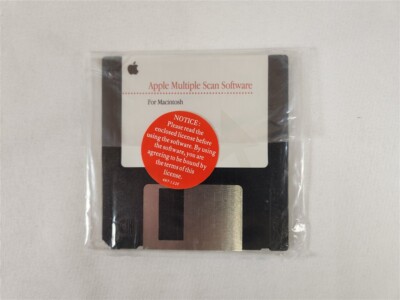 Apple Multiple Scan Software
For Macintosh
NOTICE:
Please read the
enclosed license before
using the software. By using
the software, you are
agreeing to be bound by
the terms of this
license.